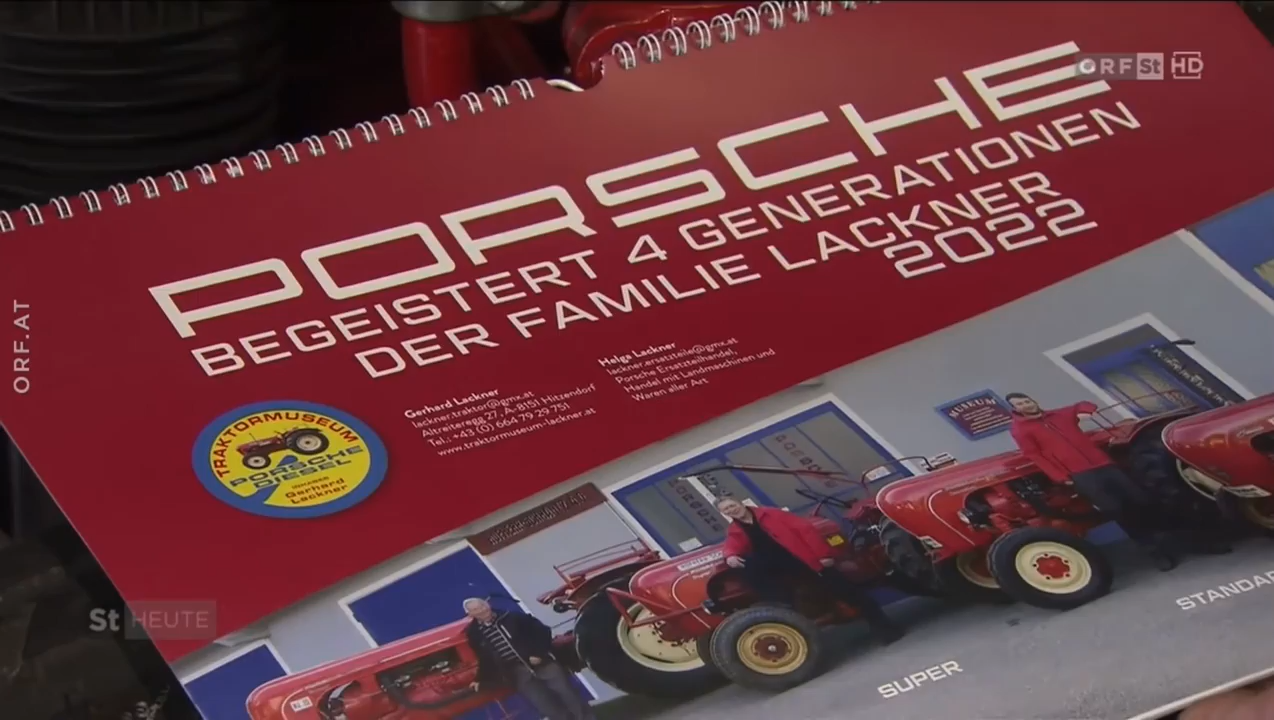 ORF St HD
PORSCHE
BEGEISTERT 4 GENERATIONEN
DER FAMILIE LACKNER
2022
Gerhard Lackner
lackner.traktor@gmx.at
Altreiteregg 27, A-8151 Hitzendorf
Tel.: +43 (0) 664 79 29 751
www.traktormuseum-lackner.at
Helga Lackner
lackner.ersatzteile@gmx.at
Porsche Ersatzteilhandel,
Handel mit Landmaschinen und
Waren aller Art
TRAKTORMUSEUM
PORSCHE
DIESEL
INHABER
Gerhard
Lackner
MUSEUM
PORSCHE
SUPER
STANDAR
ORF.AT
St HEUTE